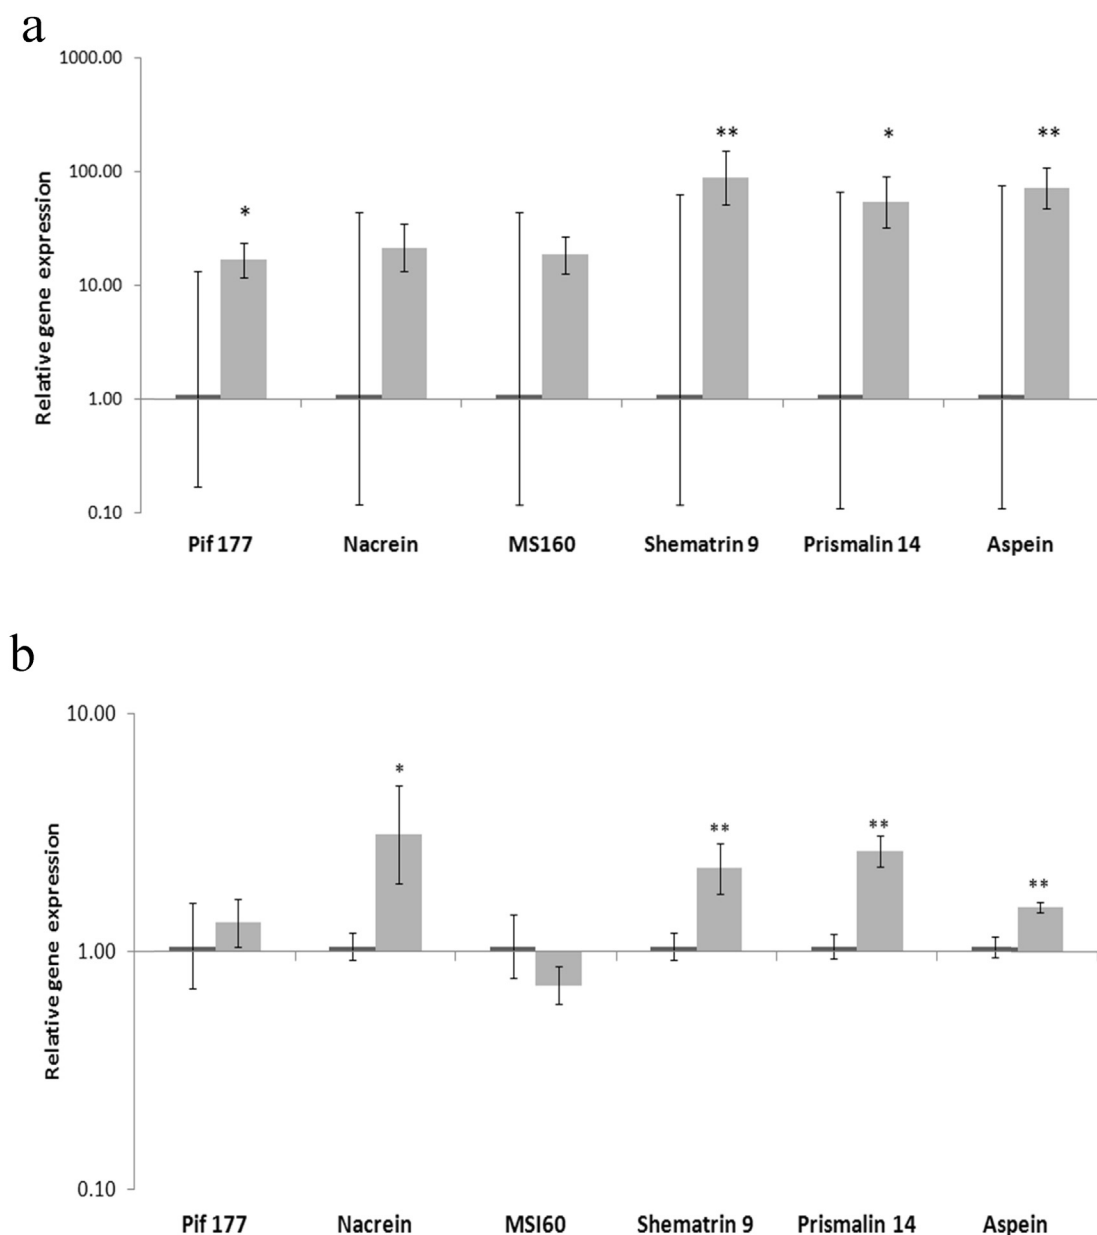 a
1000.00
100.00
10.00
1.00
0.10
Relative gene expression
*
**
*
**
Pif 177 Nacrein MS160 Shematrin 9 Prismalin 14 Aspein
b
10.00
1.00
0.10
Relative gene expression
*
**
**
**
Pif 177 Nacrein MSI60 Shematrin 9 Prismalin 14 Aspein